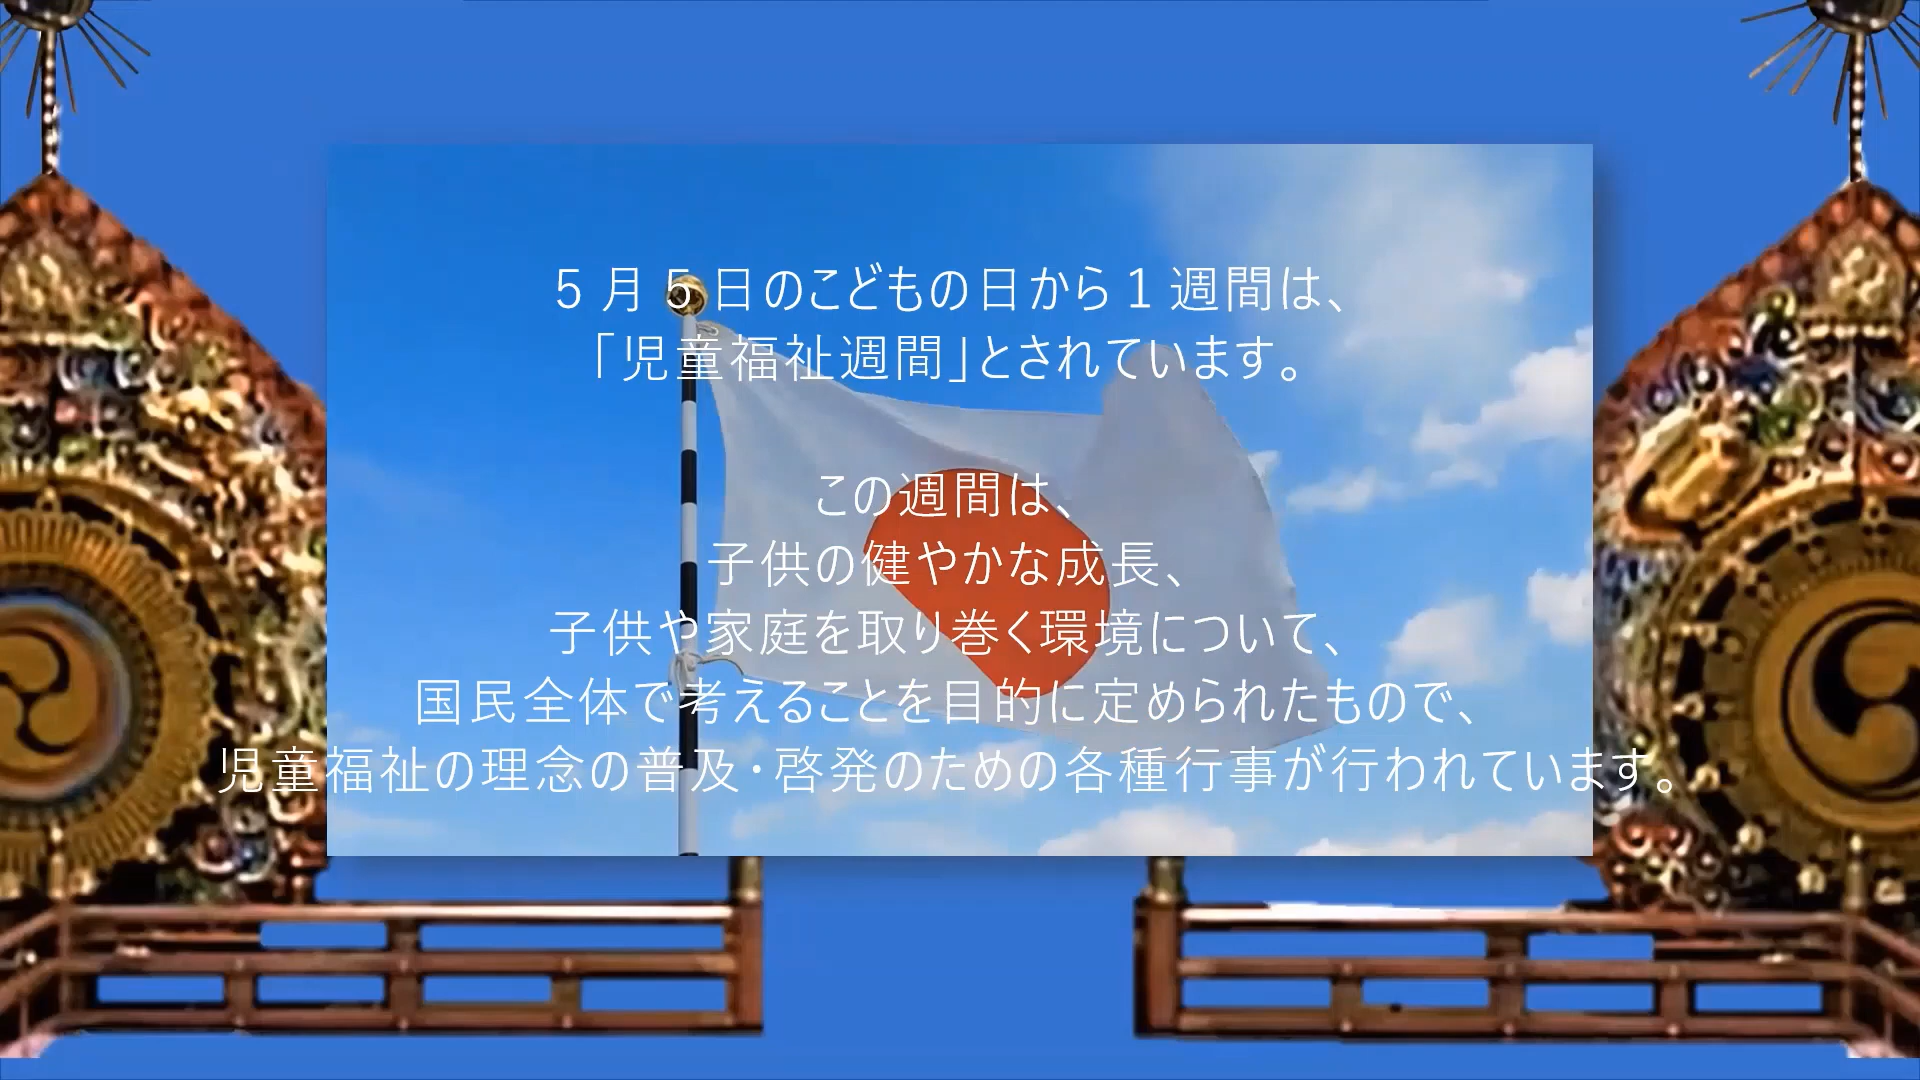 ５月５日のこどもの日から１週間は、
「児童福祉週間」とされています。
この週間は、
子供の健やかな成長、
子供や家庭を取り巻く環境について、
国民全体で考えることを目的に定められたもので、
児童福祉の理念の普及・啓発のための各種行事が行われています。